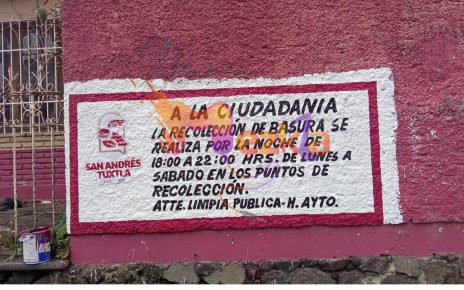 A LA CIUDADANIA
LA RECOLECCIÓN DE BASURA SE
REALIZA POR LA NOCHE DE
18:00 A 22:00 HRS. DE LUNES A
SABADO EN LOS PUNTOS DE
RECOLECCIÓN.
ATTE. LIMPIA PUBLICA-H. AYTO.
SAN ANDRÉS
TUXTLA